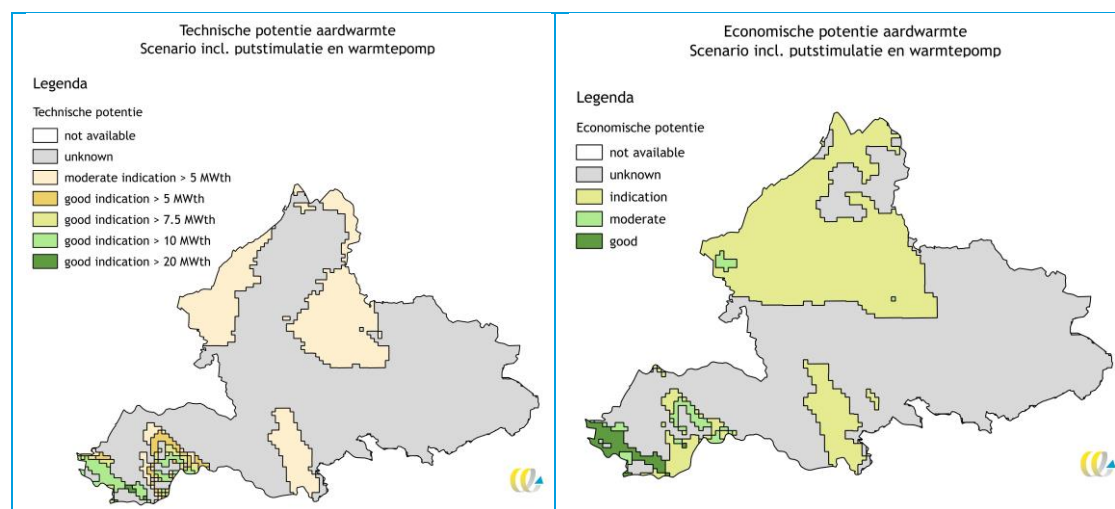 Technische potentie aardwarmte
Scenario incl. putstimulatie en warmtepomp
Legenda
Technische potentie
not available
unknown
moderate indication > 5 MWth
good indication > 5 MWth
good indication > 7.5 MWth
good indication > 10 MWth
good indication > 20 MWth
Economische potentie aardwarmte
Scenario incl. putstimulatie en warmtepomp
Legenda
Economische potentie
not available
unknown
indication
moderate
good